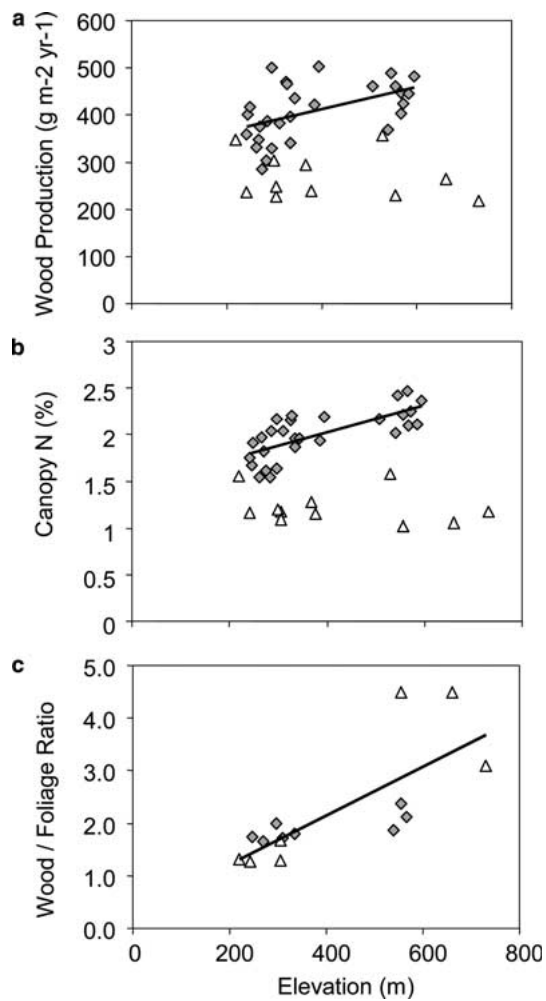 a
Wood Production (g m-2 yr-1)
600
500
400
300
200
100
0
b
Canopy N (%)
3
2.5
2
1.5
1
0.5
0
c
Wood / Foliage Ratio
5.0
4.0
3.0
2.0
1.0
0.0
0 200 400 600 800
Elevation (m)